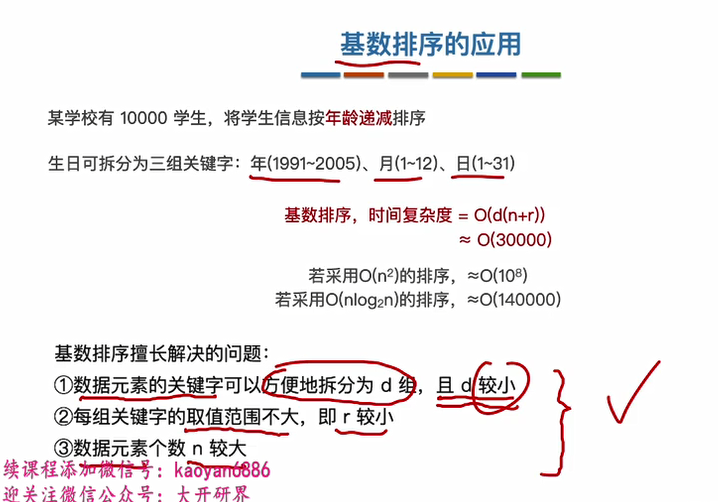 基数排序的应用
某学校有 10000 学生，将学生信息按年龄递减排序
生日可拆分为三组关键字：年(1991~2005)、月(1~12)、日(1~31)
基数排序，时间复杂度 = O(d(n+r))
≈ O(30000)
若采用O(n²)的排序，≈O(10⁸)
若采用O(nlog₂n)的排序，≈O(140000)
基数排序擅长解决的问题：
①数据元素的关键字可以方便地拆分为 d 组，且 d 较小
②每组关键字的取值范围不大，即 r 较小
③数据元素个数 n 较大
续课程添加微信号：kaoyan6886
迎关注微信公众号：大开研界